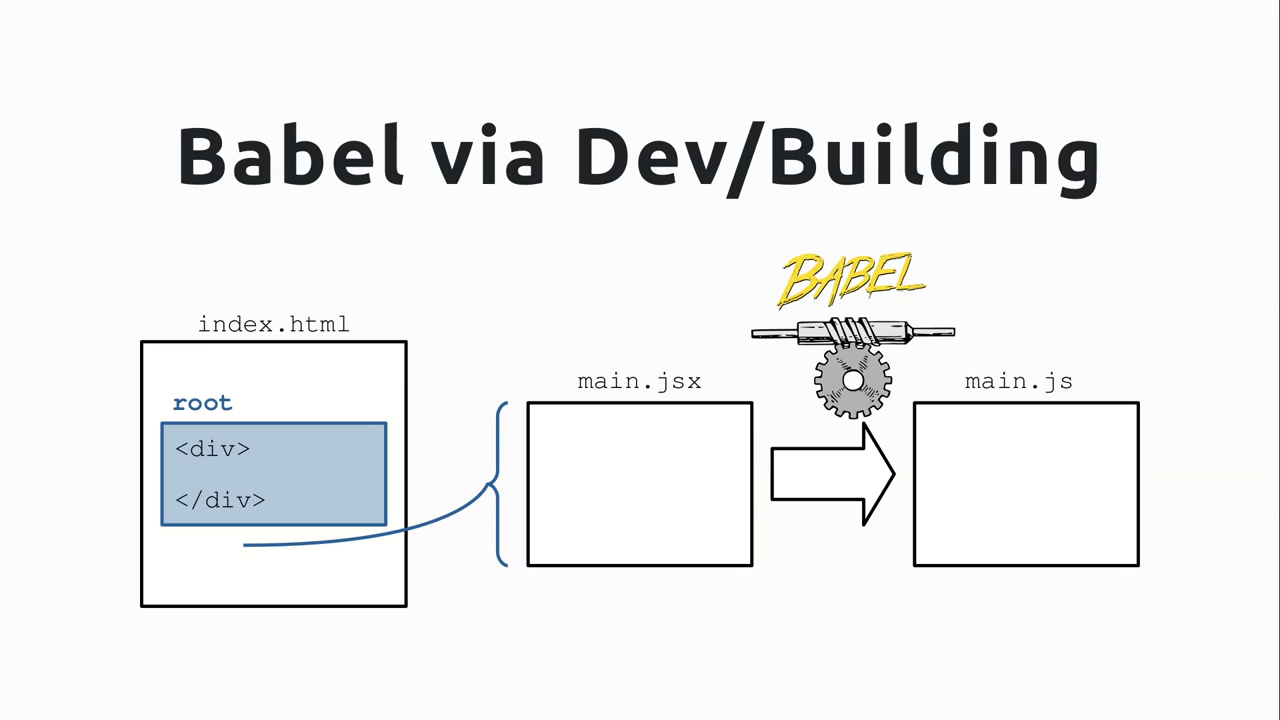 Babel via Dev/Building
BABEL
index.html
root
<div>
</div>
main.jsx
main.js